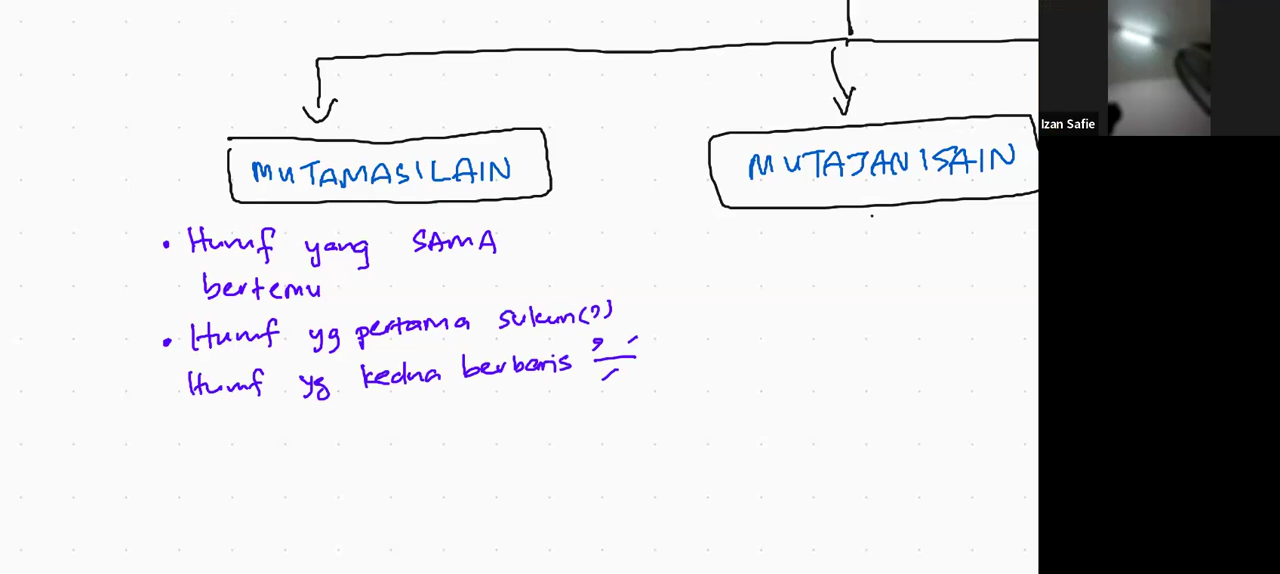 MUTAMASILAIN
MUTAJANISAIN
Izan Safie
• Huruf yang SAMA
bertemu
• Huruf yg pertama sukun(ْ)
Huruf yg kedua berbaris ُ َ ِ